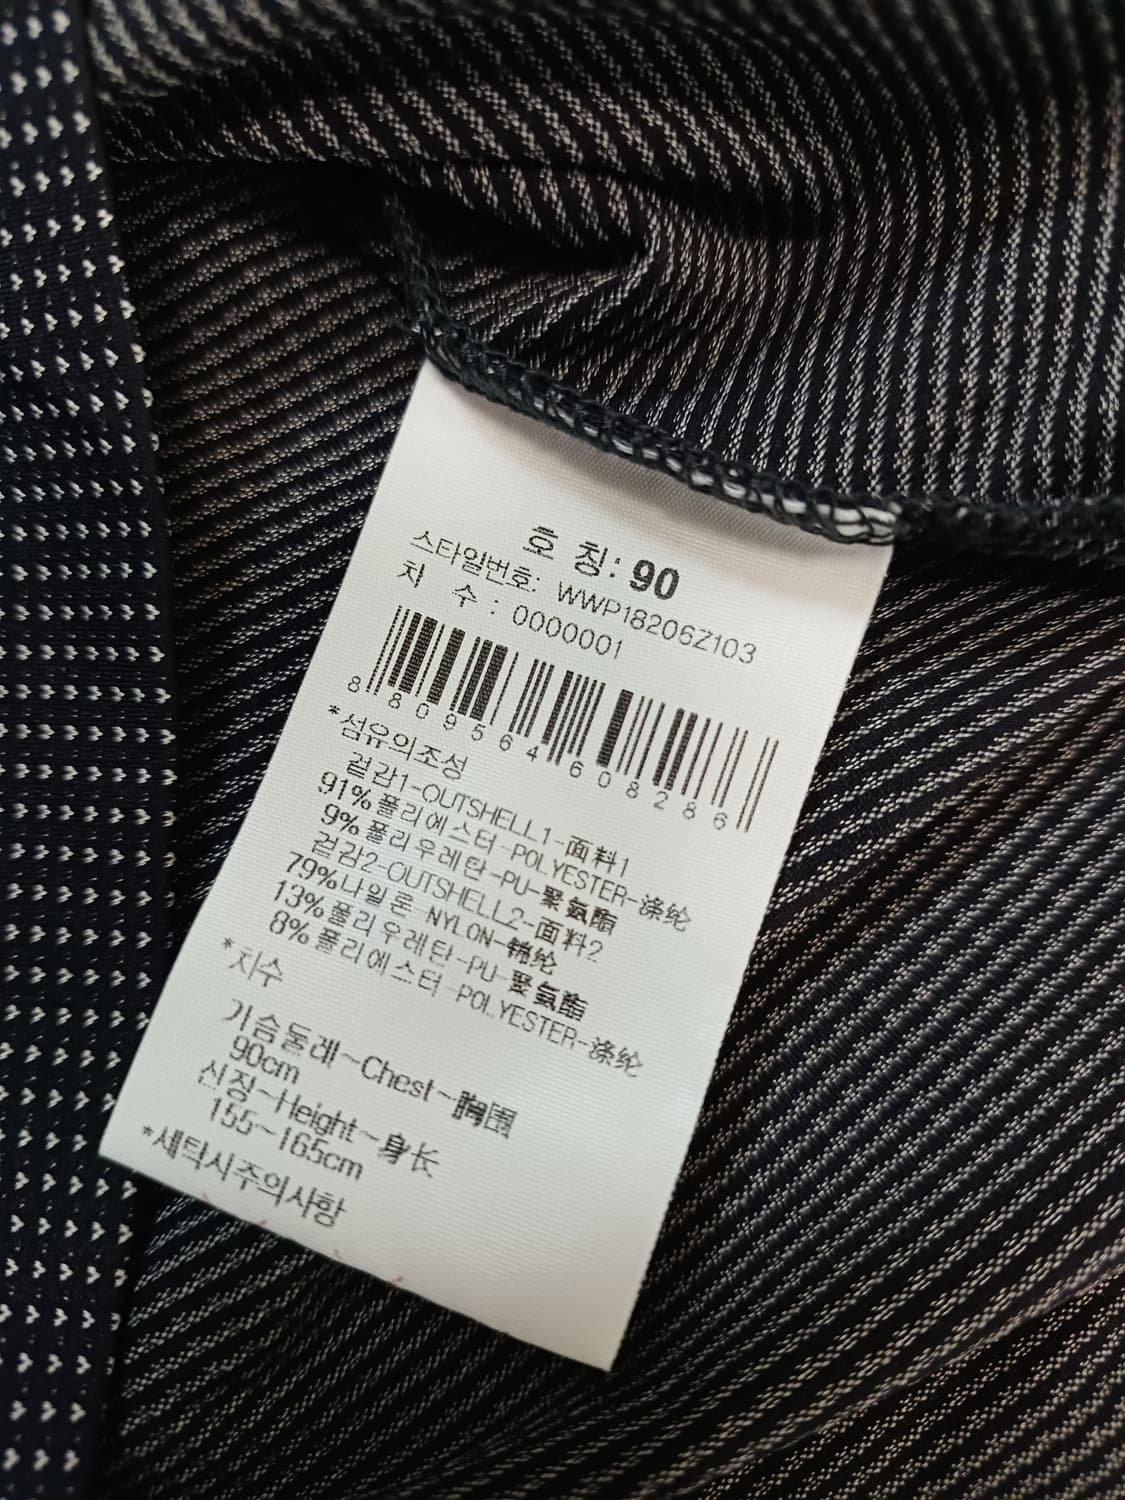 호 칭: 90
스타일번호: WWP18206Z103
차 수 : 0000001
8 809564 608286
*섬유의조성
겉감1-OUTSHELL1-面料1
91% 폴리에스터-POLYESTER-涤纶
9% 폴리우레탄-PU-聚氨酯
겉감2-OUTSHELL2-面料2
79%나일론-NYLON-锦纶
13%폴리우레탄-PU-聚氨酯
8% 폴리에스터-POLYESTER-涤纶
*치수
가슴둘레~Chest~胸围
90cm
신장~Height~身长
155~165cm
*세탁시주의사항